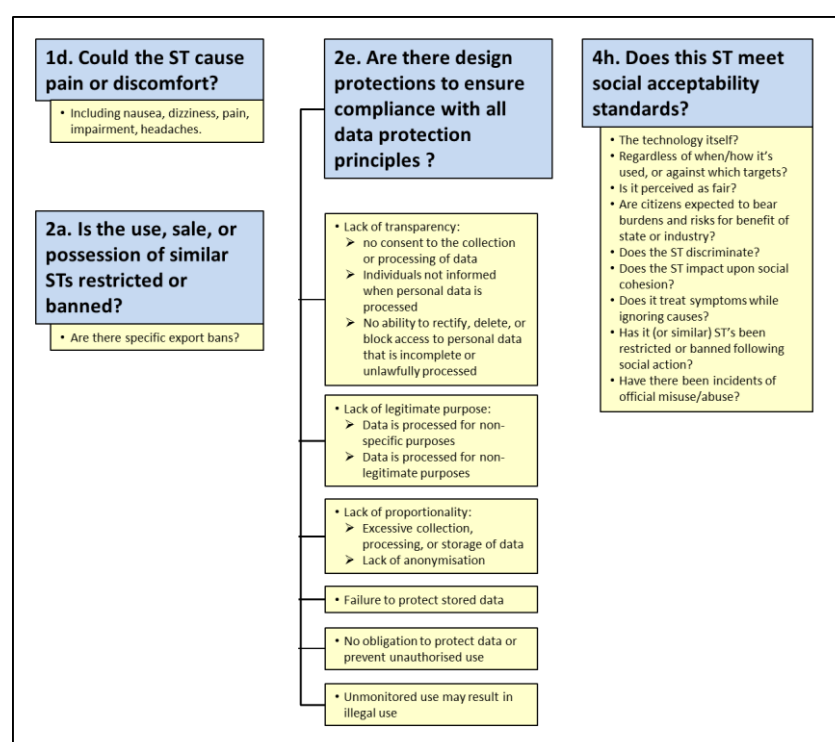 1d. Could the ST cause
pain or discomfort?
• Including nausea, dizziness, pain,
impairment, headaches.
2a. Is the use, sale, or
possession of similar
STs restricted or
banned?
• Are there specific export bans?
2e. Are there design
protections to ensure
compliance with all
data protection
principles ?
• Lack of transparency:
➢ no consent to the collection
or processing of data
➢ Individuals not informed
when personal data is
processed
➢ No ability to rectify, delete, or
block access to personal data
that is incomplete or
unlawfully processed
• Lack of legitimate purpose:
➢ Data is processed for non-
specific purposes
➢ Data is processed for non-
legitimate purposes
• Lack of proportionality:
➢ Excessive collection,
processing, or storage of data
➢ Lack of anonymisation
• Failure to protect stored data
• No obligation to protect data or
prevent unauthorised use
• Unmonitored use may result in
illegal use
4h. Does this ST meet
social acceptability
standards?
• The technology itself?
• Regardless of when/how it's
used, or against which targets?
• Is it perceived as fair?
• Are citizens expected to bear
burdens and risks for benefit of
state or industry?
• Does the ST discriminate?
• Does the ST impact upon social
cohesion?
• Does it treat symptoms while
ignoring causes?
• Has it (or similar) ST's been
restricted or banned following
social action?
• Have there been incidents of
official misuse/abuse?